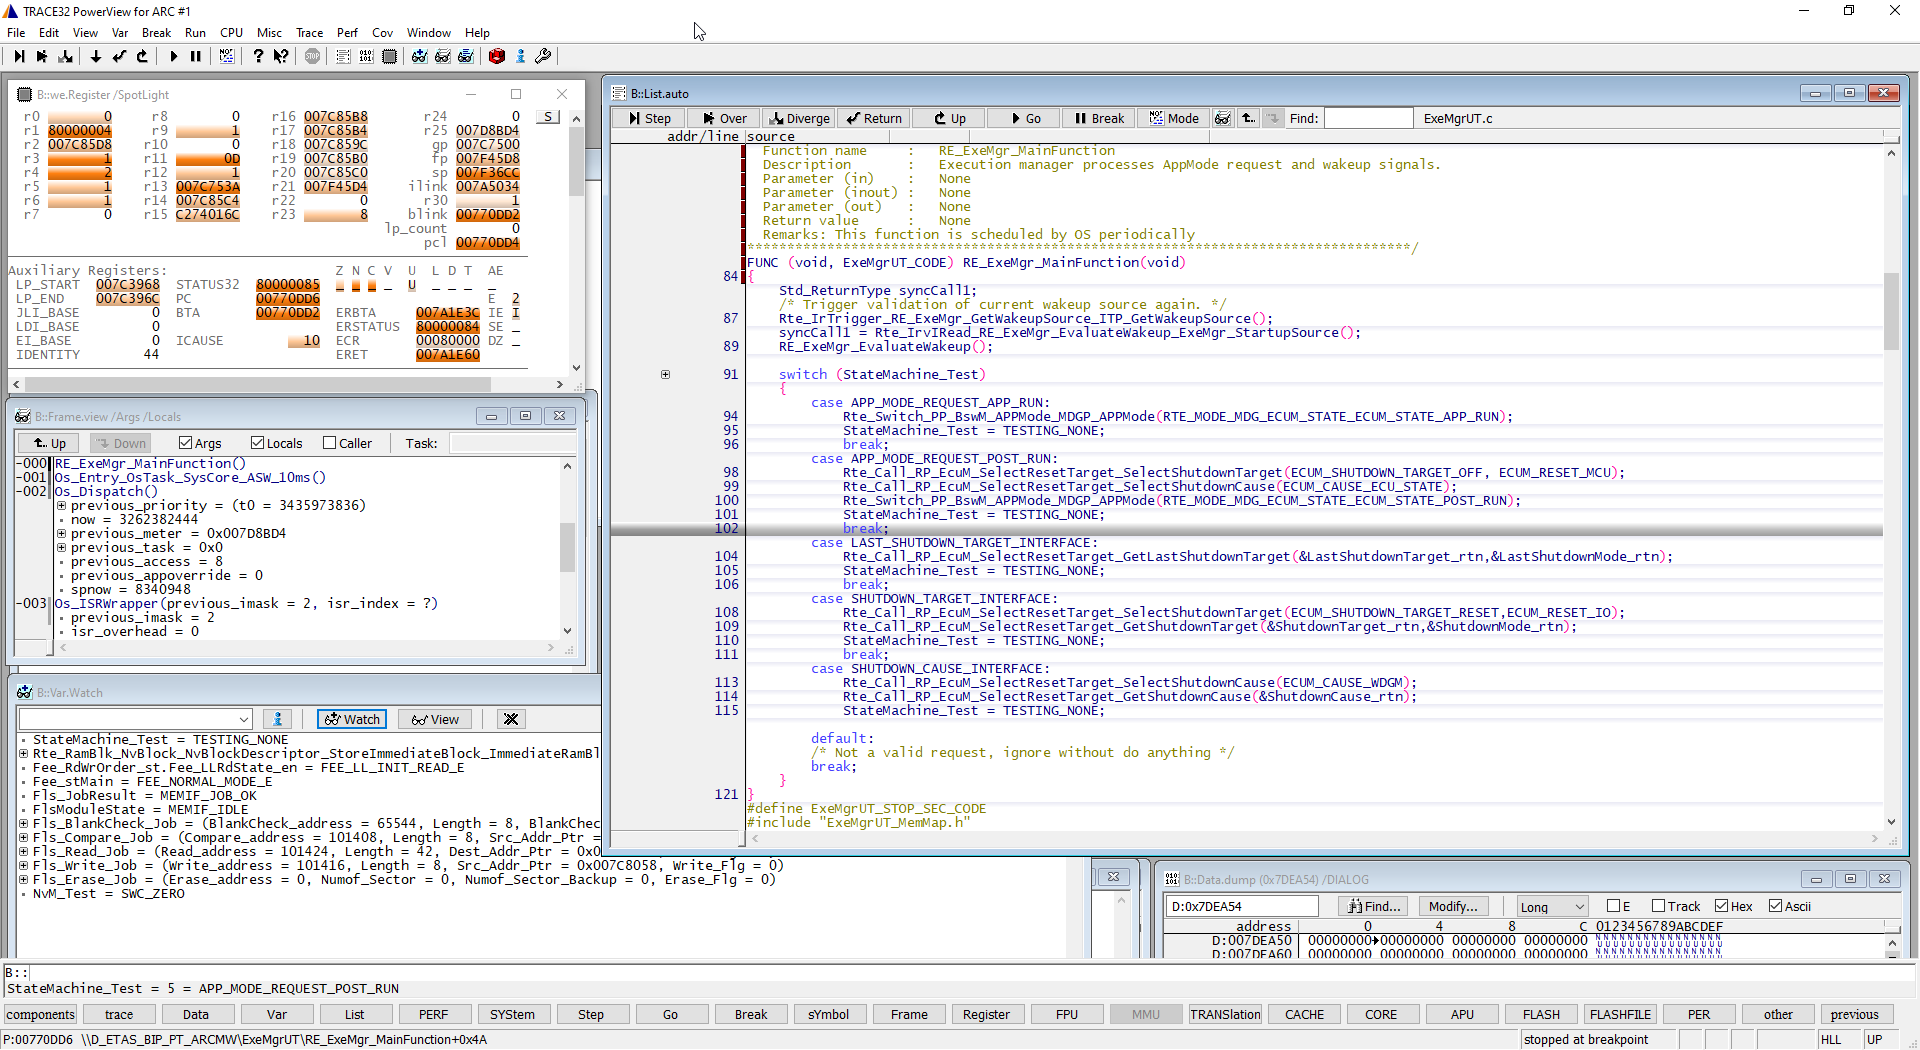 TRACE32 PowerView for ARC #1
File Edit View Var Break Run CPU Misc Trace Perf Cov Window Help
B::we.Register /SpotLight
r0 0 r8 0 r16 007C85B8 r24 0 S
r1 80000004 r9 1 r17 007C85B4 r25 007D8BD4
r2 007C85D8 r10 0 r18 007C859C gp 007C7500
r3 1 r11 0D r19 007C85B0 fp 007F45D8
r4 2 r12 1 r20 007C85C0 sp 007F36CC
r5 1 r13 007C753A r21 007F45D4 ilink 007A5034
r6 1 r14 007C85C4 r22 0 r30 1
r7 0 r15 C274016C r23 8 blink 00770DD2
lp_count 0
pcl 00770DD4
Auxiliary Registers: Z N C V U L D T AE
LP_START 007C3968 STATUS32 80000085 _ N C _ U _ _ _ _
LP_END 007C396C PC 00770DD6 E 2
JLI_BASE 0 BTA 00770DD2 ERBTA 007A1E3C IE I
LDI_BASE 0 ERSTATUS 80000084 SE _
EI_BASE 0 ICAUSE 10 ECR 00080000 DZ _
IDENTITY 44 ERET 007A1E60
B::Frame.view /Args /Locals
Up Down Args Locals Caller Task:
-000 RE_ExeMgr_MainFunction()
-001 Os_Entry_OsTask_SysCore_ASW_10ms()
-002 Os_Dispatch()
previous_priority = (t0 = 3435973836)
now = 3262382444
previous_meter = 0x007D8BD4
previous_task = 0x0
previous_access = 8
previous_appoverride = 0
spnow = 8340948
-003 Os_ISRWrapper(previous_imask = 2, isr_index = ?)
previous_imask = 2
isr_overhead = 0
B::Var.Watch
Watch View
StateMachine_Test = TESTING_NONE
Rte_RamBlk_NvBlock_NvBlockDescriptor_StoreImmediateBlock_ImmediateRamBl
Fee_RdWrOrder_st.Fee_LLRdState_en = FEE_LL_INIT_READ_E
Fee_stMain = FEE_NORMAL_MODE_E
Fls_JobResult = MEMIF_JOB_OK
FlsModuleState = MEMIF_IDLE
Fls_BlankCheck_Job = (BlankCheck_address = 65544, Length = 8, BlankChec
Fls_Compare_Job = (Compare_address = 101408, Length = 8, Src_Addr_Ptr =
Fls_Read_Job = (Read_address = 101424, Length = 42, Dest_Addr_Ptr = 0x0
Fls_Write_Job = (Write_address = 101416, Length = 8, Src_Addr_Ptr = 0x007C8058, Write_Flg = 0)
Fls_Erase_Job = (Erase_address = 0, Numof_Sector = 0, Numof_Sector_Backup = 0, Erase_Flg = 0)
NvM_Test = SWC_ZERO
B::List.auto
Step Over Diverge Return Up Go Break Mode Find: ExeMgrUT.c
addr/line source
Function name : RE_ExeMgr_MainFunction
Description : Execution manager processes AppMode request and wakeup signals.
Parameter (in) : None
Parameter (inout) : None
Parameter (out) : None
Return value : None
Remarks: This function is scheduled by OS periodically
***********************************************************************************/
FUNC (void, ExeMgrUT_CODE) RE_ExeMgr_MainFunction(void)
84 {
Std_ReturnType syncCall1;
/* Trigger validation of current wakeup source again. */
87 Rte_IrTrigger_RE_ExeMgr_GetWakeupSource_ITP_GetWakeupSource();
syncCall1 = Rte_IrvIRead_RE_ExeMgr_EvaluateWakeup_ExeMgr_StartupSource();
89 RE_ExeMgr_EvaluateWakeup();
91 switch (StateMachine_Test)
{
case APP_MODE_REQUEST_APP_RUN:
94 Rte_Switch_PP_BswM_APPMode_MDGP_APPMode(RTE_MODE_MDG_ECUM_STATE_ECUM_STATE_APP_RUN);
95 StateMachine_Test = TESTING_NONE;
96 break;
case APP_MODE_REQUEST_POST_RUN:
98 Rte_Call_RP_EcuM_SelectResetTarget_SelectShutdownTarget(ECUM_SHUTDOWN_TARGET_OFF, ECUM_RESET_MCU);
99 Rte_Call_RP_EcuM_SelectResetTarget_SelectShutdownCause(ECUM_CAUSE_ECU_STATE);
100 Rte_Switch_PP_BswM_APPMode_MDGP_APPMode(RTE_MODE_MDG_ECUM_STATE_ECUM_STATE_POST_RUN);
101 StateMachine_Test = TESTING_NONE;
102 break;
case LAST_SHUTDOWN_TARGET_INTERFACE:
104 Rte_Call_RP_EcuM_SelectResetTarget_GetLastShutdownTarget(&LastShutdownTarget_rtn,&LastShutdownMode_rtn);
105 StateMachine_Test = TESTING_NONE;
106 break;
case SHUTDOWN_TARGET_INTERFACE:
108 Rte_Call_RP_EcuM_SelectResetTarget_SelectShutdownTarget(ECUM_SHUTDOWN_TARGET_RESET,ECUM_RESET_IO);
109 Rte_Call_RP_EcuM_SelectResetTarget_GetShutdownTarget(&ShutdownTarget_rtn,&ShutdownMode_rtn);
110 StateMachine_Test = TESTING_NONE;
111 break;
case SHUTDOWN_CAUSE_INTERFACE:
113 Rte_Call_RP_EcuM_SelectResetTarget_SelectShutdownCause(ECUM_CAUSE_WDGM);
114 Rte_Call_RP_EcuM_SelectResetTarget_GetShutdownCause(&ShutdownCause_rtn);
115 StateMachine_Test = TESTING_NONE;
default:
/* Not a valid request, ignore without do anything */
break;
}
121 }
#define ExeMgrUT_STOP_SEC_CODE
#include "ExeMgrUT_MemMap.h"
B::Data.dump (0x7DEA54) /DIALOG
D:0x7DEA54 Find... Modify... Long E Track Hex Ascii
address 0 4 8 C 0123456789ABCDEF
D:007DEA50 00000000 00000000 00000000 00000000
D:007DEA60 00000000 00000000 00000000 00000000
B::
StateMachine_Test = 5 = APP_MODE_REQUEST_POST_RUN
components trace Data Var List PERF SYStem Step Go Break sYmbol Frame Register FPU MMU TRANSlation CACHE CORE APU FLASH FLASHFILE PER other previous
P:00770DD6 \\D_ETAS_BIP_PT_ARCMW\ExeMgrUT\RE_ExeMgr_MainFunction+0x4A stopped at breakpoint HLL UP